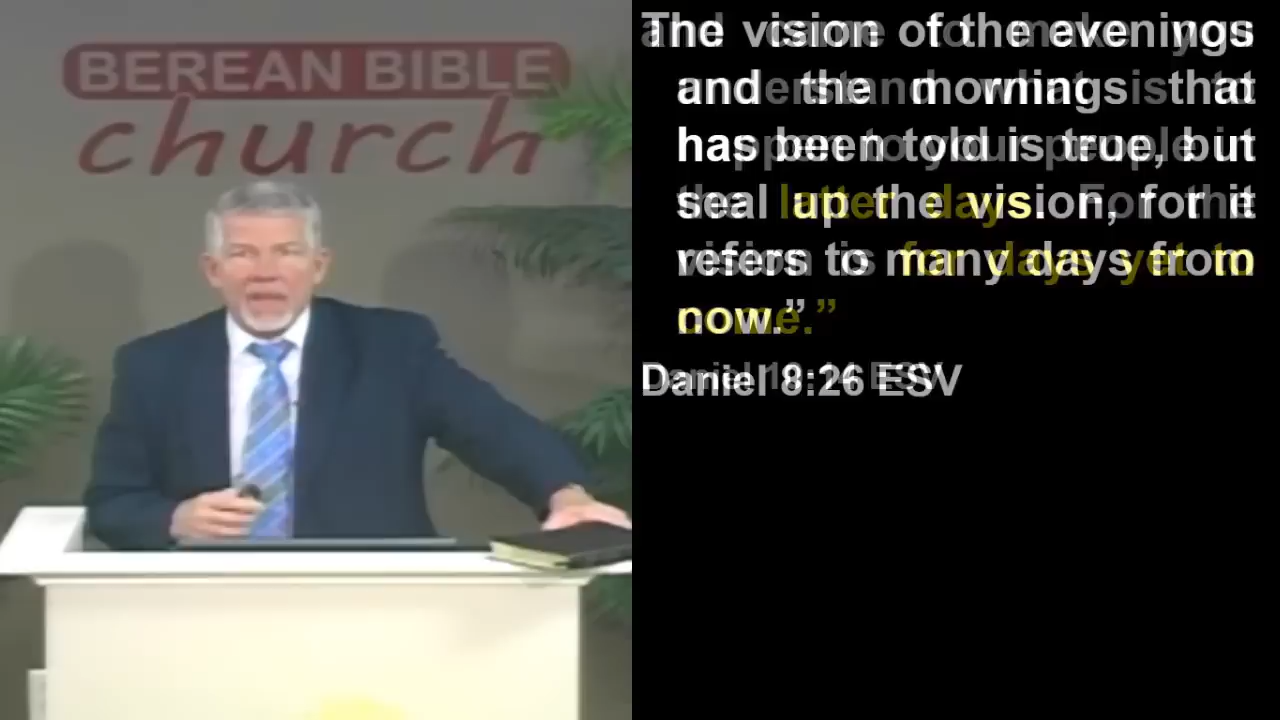 BEREAN BIBLE
church
The vision of the evenings
and the mornings that
has been told is true, but
seal up the vision, for it
refers to many days from
now.”
Daniel 8:26 ESV